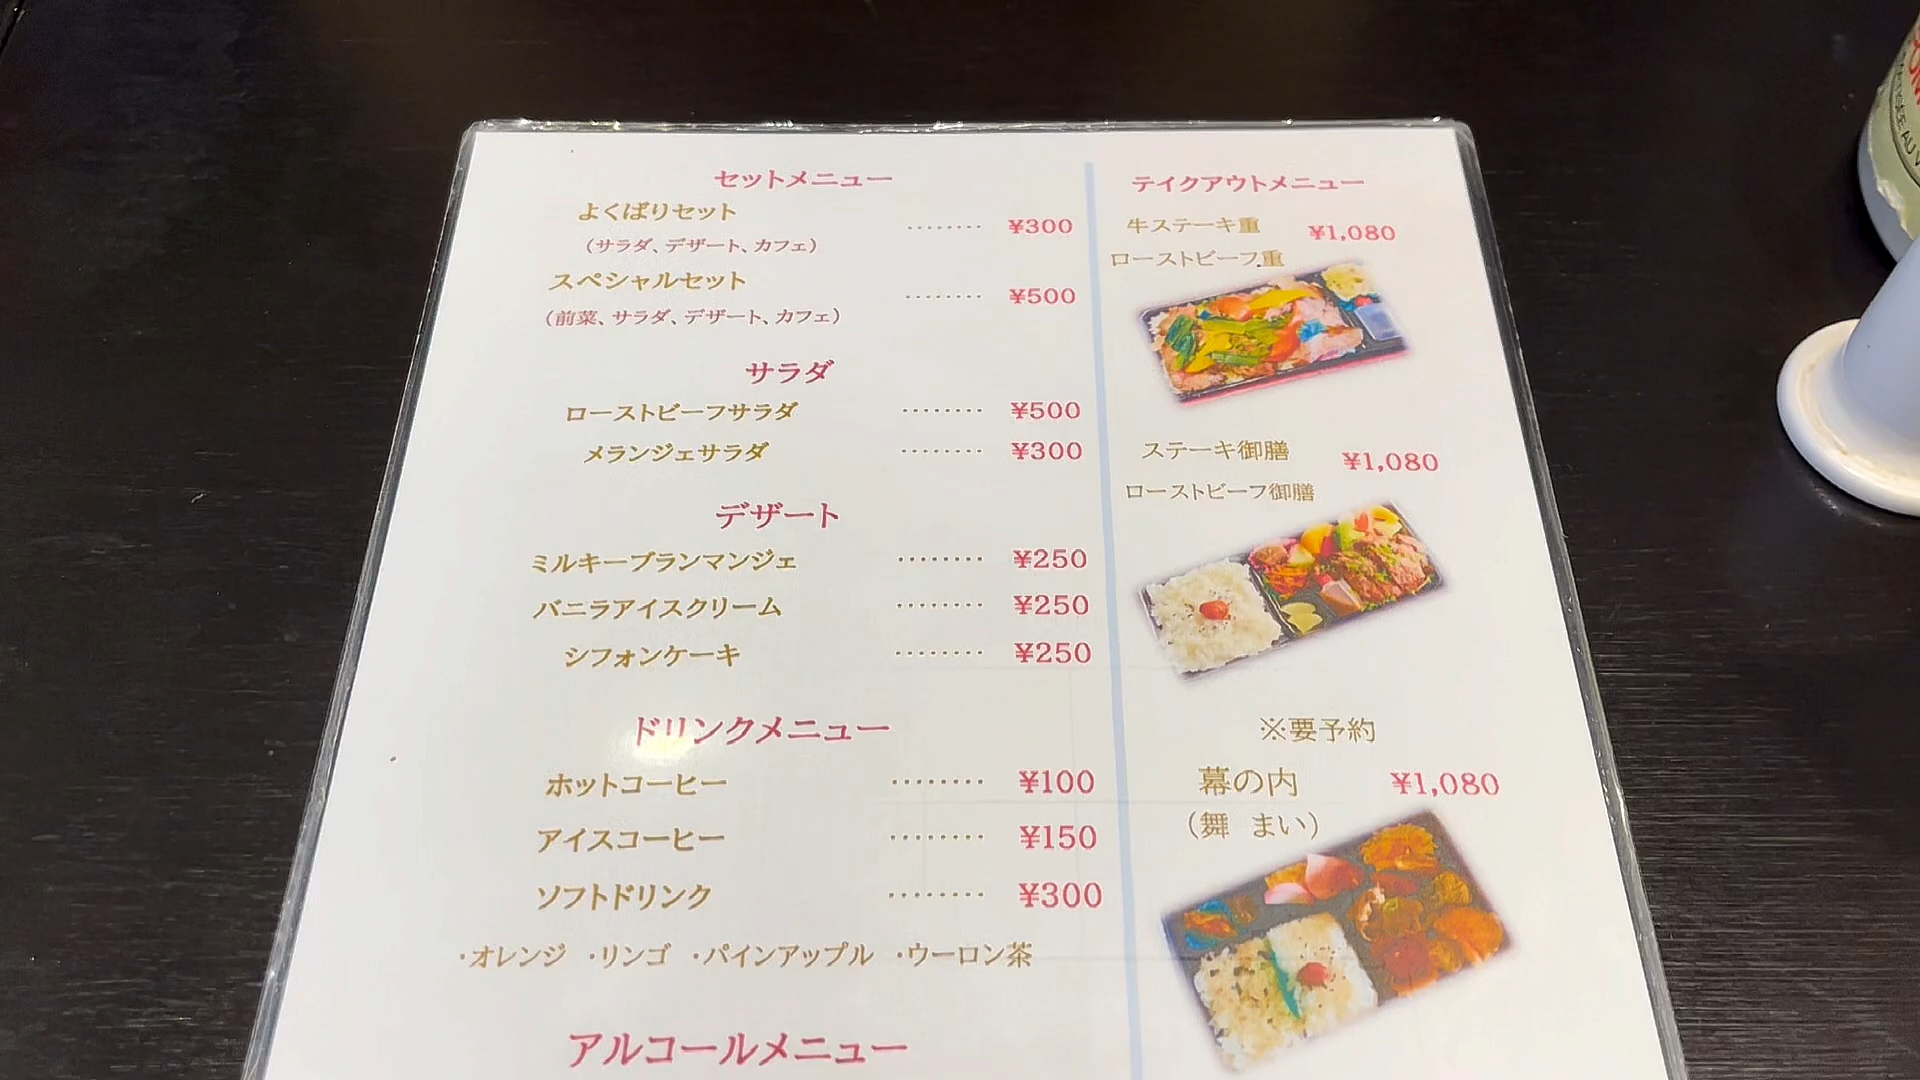 セットメニュー
よくばりセット ‥‥‥‥ ¥300
（サラダ、デザート、カフェ）
スペシャルセット ‥‥‥‥ ¥500
（前菜、サラダ、デザート、カフェ）
サラダ
ローストビーフサラダ ‥‥‥‥ ¥500
メランジェサラダ ‥‥‥‥ ¥300
デザート
ミルキーブランマンジェ ‥‥‥‥ ¥250
バニラアイスクリーム ‥‥‥‥ ¥250
シフォンケーキ ‥‥‥‥ ¥250
ドリンクメニュー
ホットコーヒー ‥‥‥‥ ¥100
アイスコーヒー ‥‥‥‥ ¥150
ソフトドリンク ‥‥‥‥ ¥300
・オレンジ ・リンゴ ・パインアップル ・ウーロン茶
アルコールメニュー
テイクアウトメニュー
牛ステーキ重 ¥1,080
ローストビーフ重
ステーキ御膳 ¥1,080
ローストビーフ御膳
※要予約
幕の内 ¥1,080
（舞 まい）